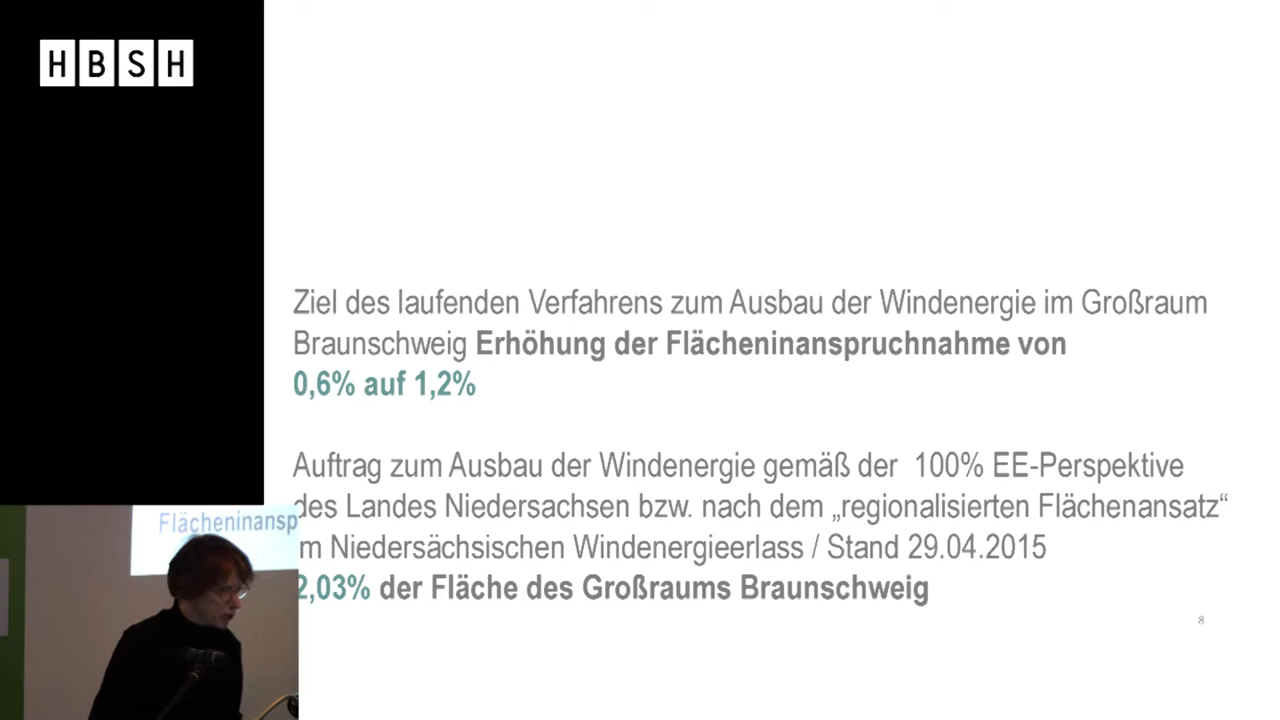 HBSH
Ziel des laufenden Verfahrens zum Ausbau der Windenergie im Großraum
Braunschweig Erhöhung der Flächeninanspruchnahme von
0,6% auf 1,2%
Auftrag zum Ausbau der Windenergie gemäß der 100% EE-Perspektive
des Landes Niedersachsen bzw. nach dem „regionalisierten Flächenansatz“
m Niedersächsischen Windenergieerlass / Stand 29.04.2015
2,03% der Fläche des Großraums Braunschweig
8
Flächeninansp